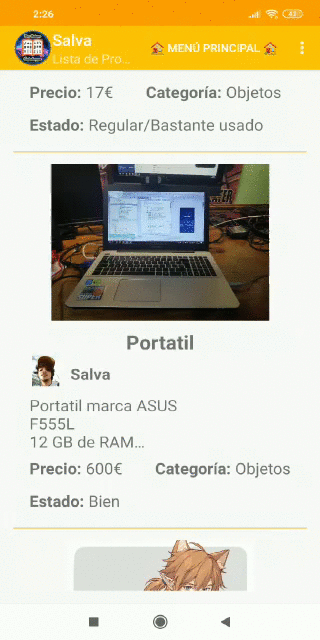 2:26
Salva
Lista de Pro...
MENÚ PRINCIPAL
Precio: 17€ Categoría: Objetos
Estado: Regular/Bastante usado
Portatil
Salva
Portatil marca ASUS
F555L
12 GB de RAM...
Precio: 600€ Categoría: Objetos
Estado: Bien